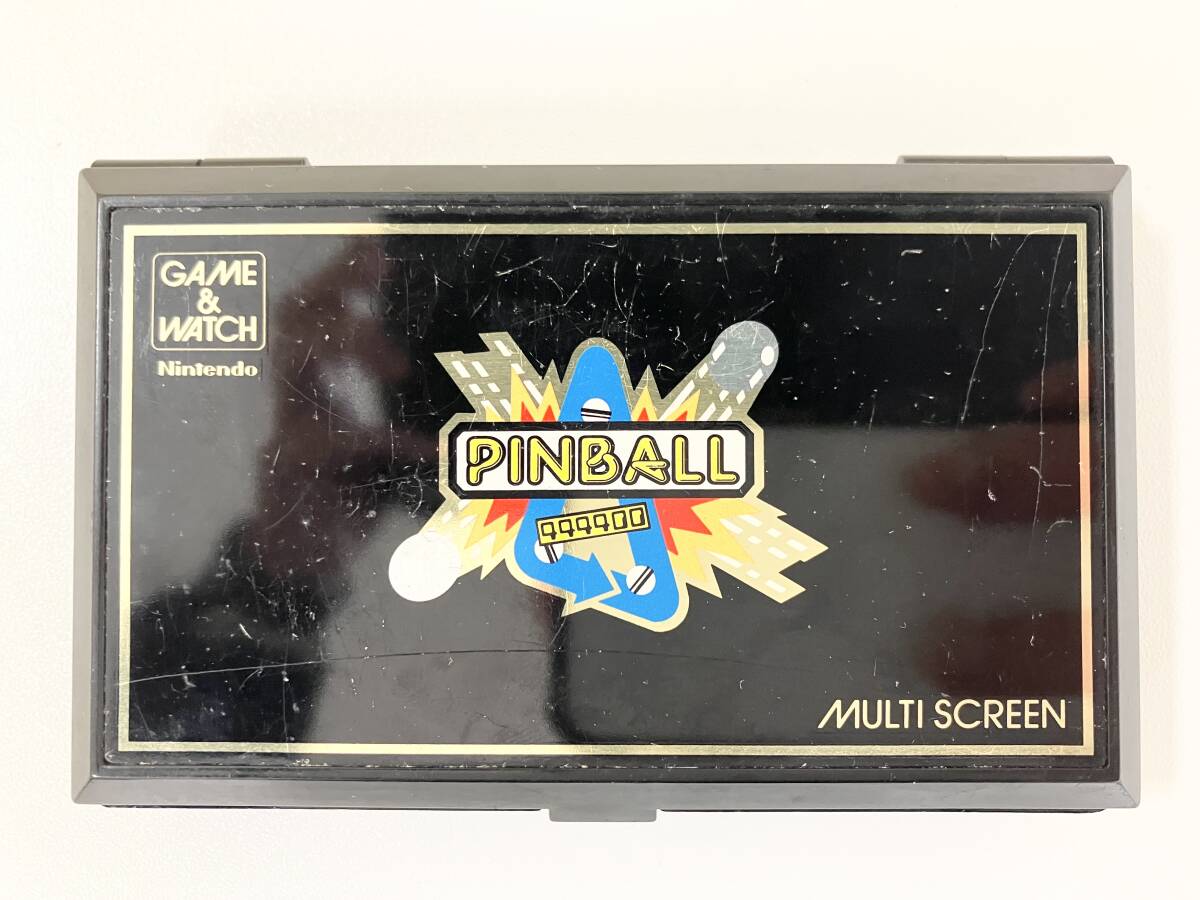 GAME
&
WATCH
Nintendo
PINBALL
999900
MULTI SCREEN